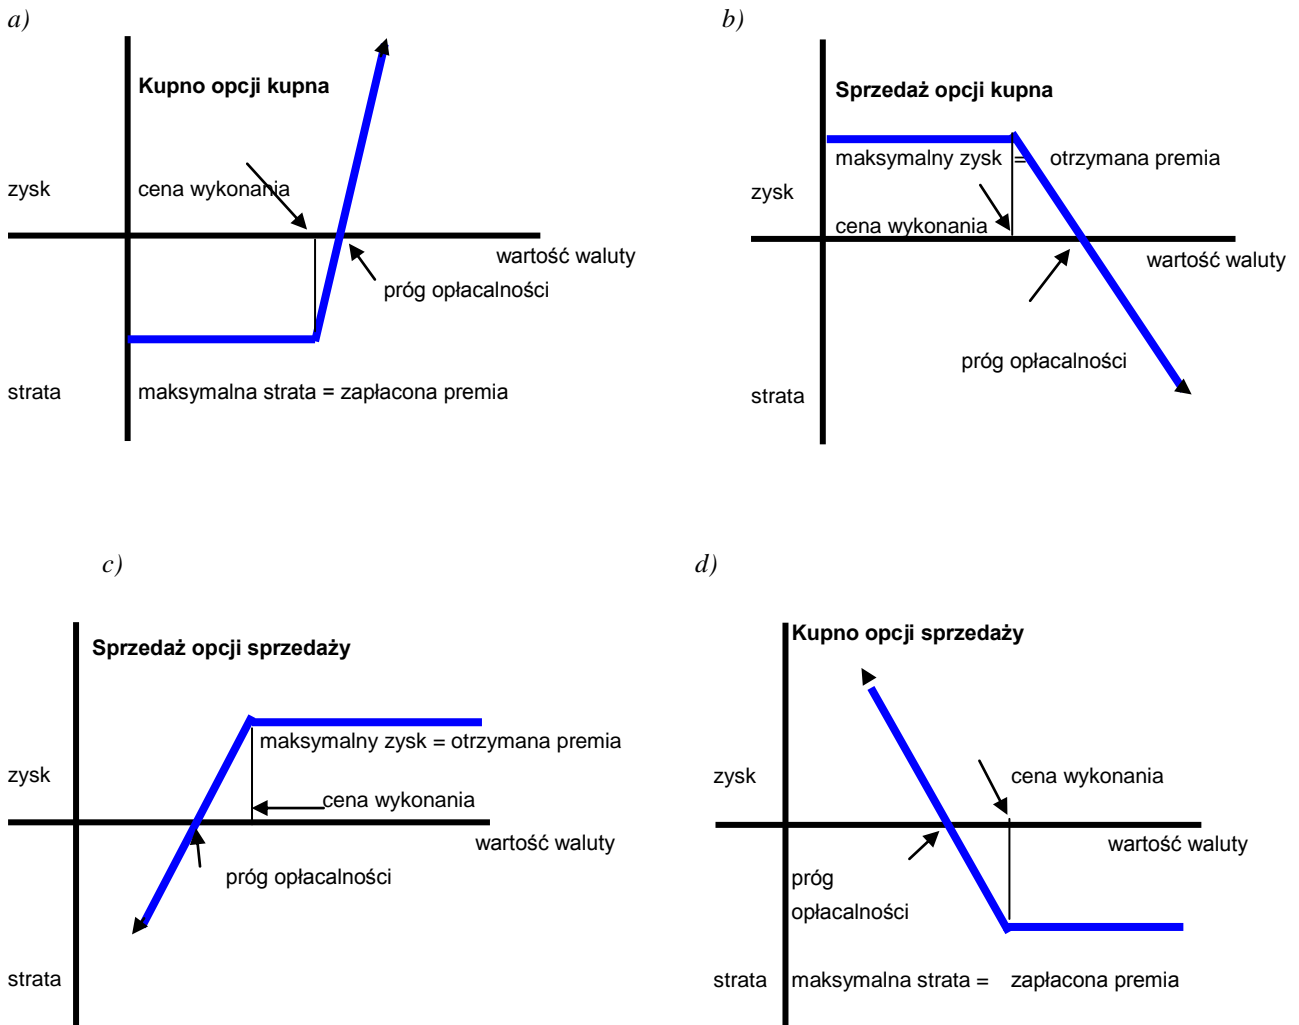 a)
Kupno opcji kupna
zysk
cena wykonania
wartość waluty
próg opłacalności
strata
maksymalna strata = zapłacona premia
b)
Sprzedaż opcji kupna
maksymalny zysk = otrzymana premia
zysk
cena wykonania
wartość waluty
próg opłacalności
strata
c)
Sprzedaż opcji sprzedaży
maksymalny zysk = otrzymana premia
zysk
cena wykonania
wartość waluty
próg opłacalności
strata
d)
Kupno opcji sprzedaży
zysk
cena wykonania
wartość waluty
próg
opłacalności
strata
maksymalna strata = zapłacona premia